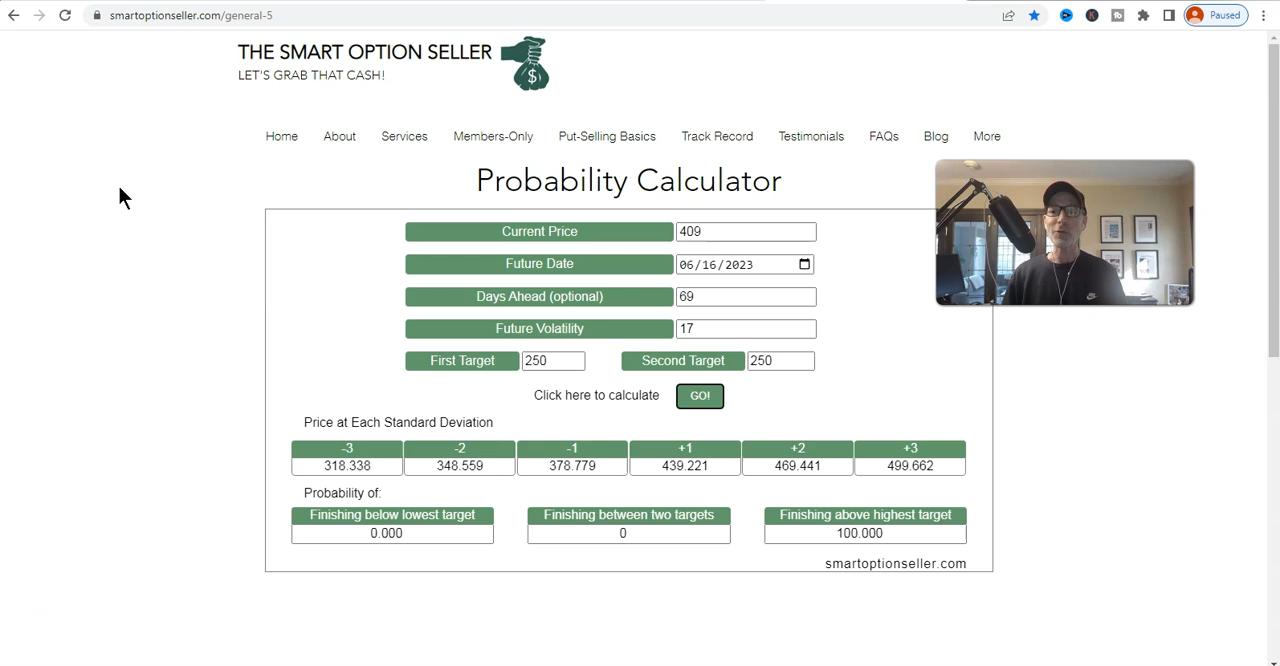 smartoptionseller.com/general-5
Paused
THE SMART OPTION SELLER
LET'S GRAB THAT CASH!
$
Home About Services Members-Only Put-Selling Basics Track Record Testimonials FAQs Blog More
Probability Calculator
Current Price 409
Future Date 06/16/2023
Days Ahead (optional) 69
Future Volatility 17
First Target 250 Second Target 250
Click here to calculate GO!
Price at Each Standard Deviation
-3 -2 -1 +1 +2 +3
318.338 348.559 378.779 439.221 469.441 499.662
Probability of:
Finishing below lowest target Finishing between two targets Finishing above highest target
0.000 0 100.000
smartoptionseller.com